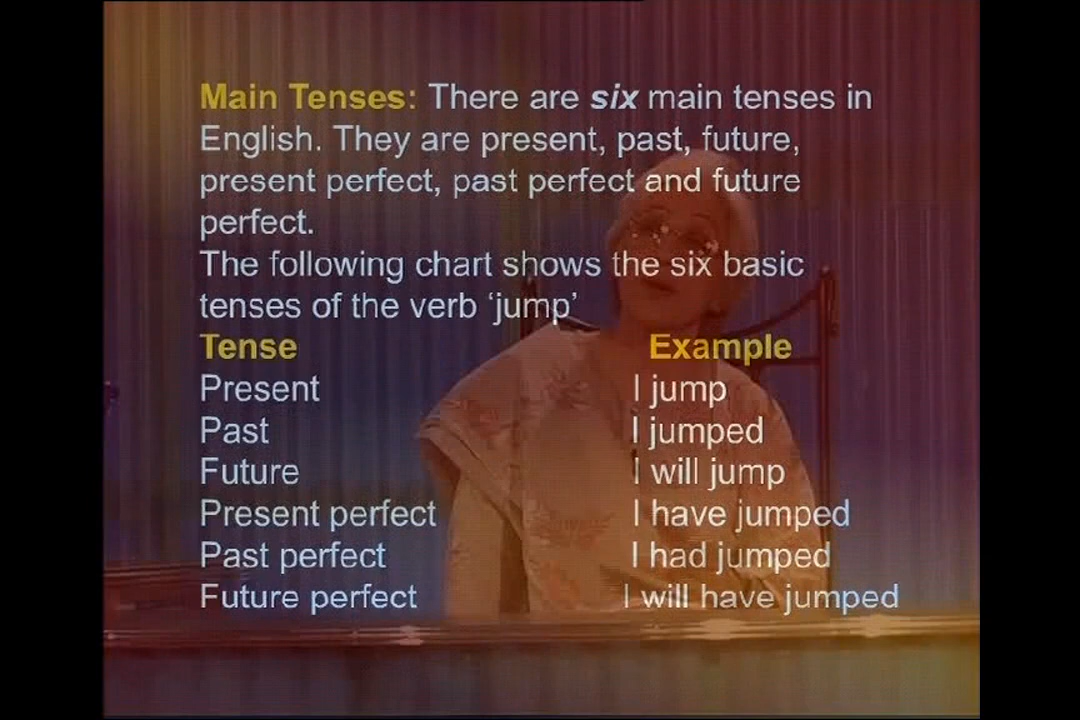 Main Tenses: There are six main tenses in
English. They are present, past, future,
present perfect, past perfect and future
perfect.
The following chart shows the six basic
tenses of the verb ‘jump’
Tense Example
Present I jump
Past I jumped
Future I will jump
Present perfect I have jumped
Past perfect I had jumped
Future perfect I will have jumped